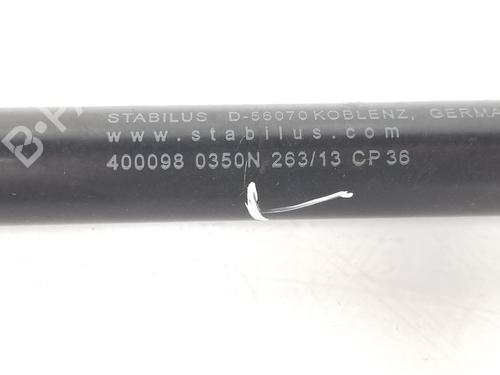 STABILUS D-56070 KOBLENZ, GERMA
www.stabilus.com
400098 0350N 263/13 CP36